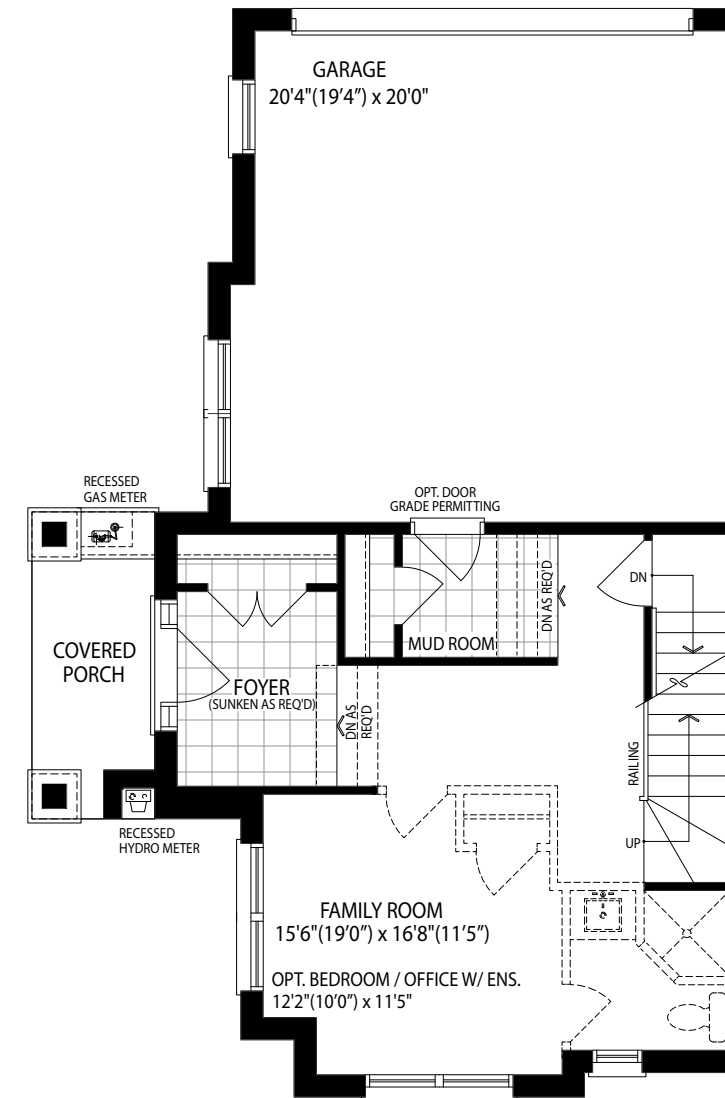 GARAGE
20'4"(19'4") x 20'0"
RECESSED
GAS METER
OPT. DOOR
GRADE PERMITTING
DN
DN AS REQ'D
MUD ROOM
COVERED
PORCH
FOYER
(SUNKEN AS REQ'D)
DN AS
REQ'D
RAILING
RECESSED
HYDRO METER
UP
FAMILY ROOM
15'6"(19'0") x 16'8"(11'5")
OPT. BEDROOM / OFFICE W/ ENS.
12'2"(10'0") x 11'5"